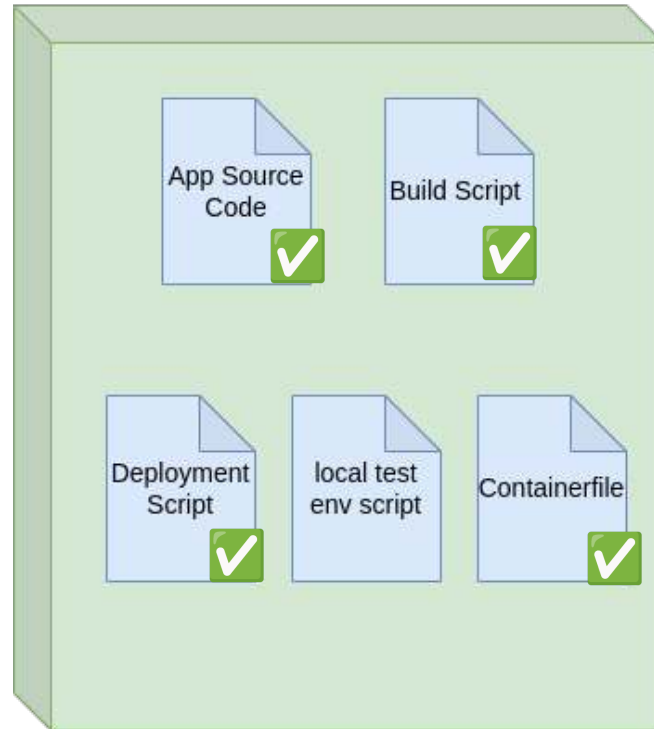 App Source
Code
Build Script
Deployment
Script
local test
env script
Containerfile